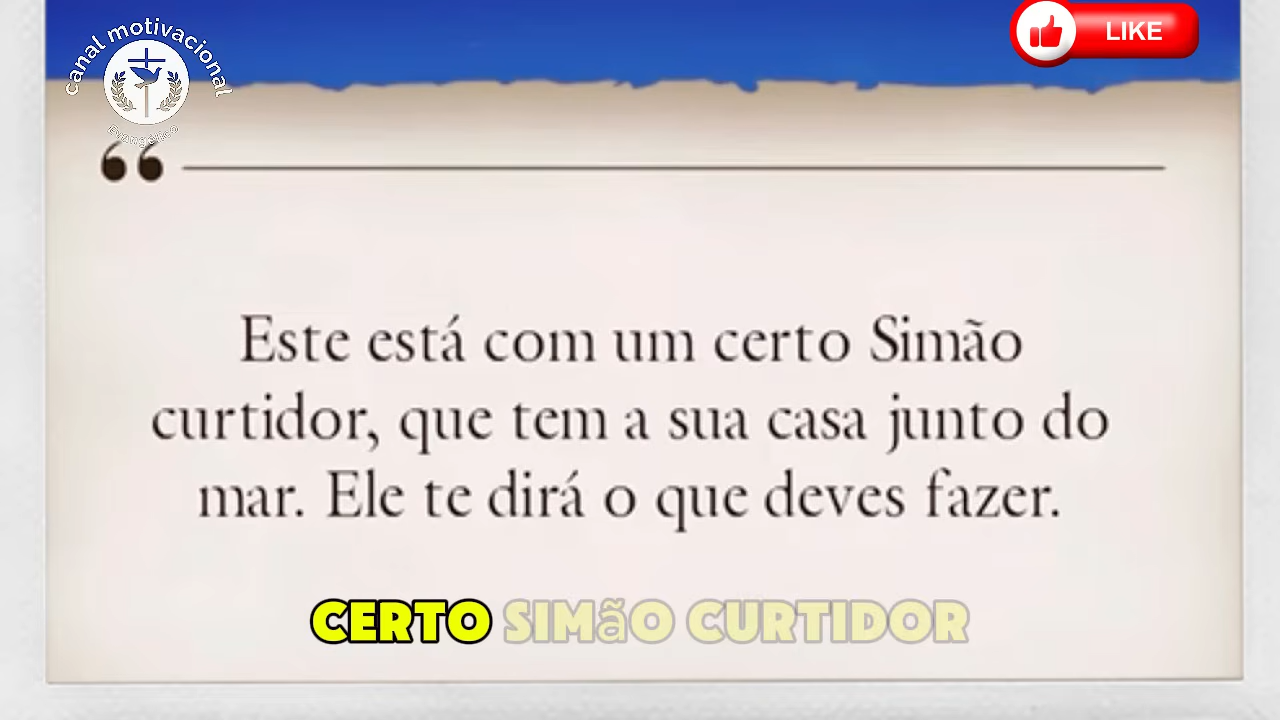 canal motivacional
evangélico
LIKE
“
Este está com um certo Simão
curtidor, que tem a sua casa junto do
mar. Ele te dirá o que deves fazer.
CERTO SIMãO CURTIDOR